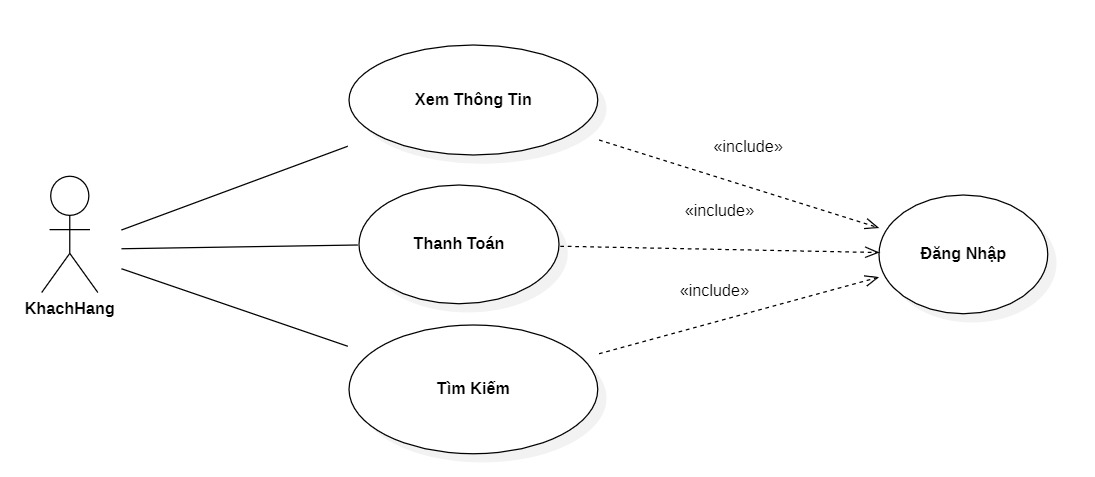 Xem Thông Tin
«include»
«include»
Thanh Toán
Đăng Nhập
«include»
KhachHang
Tìm Kiếm